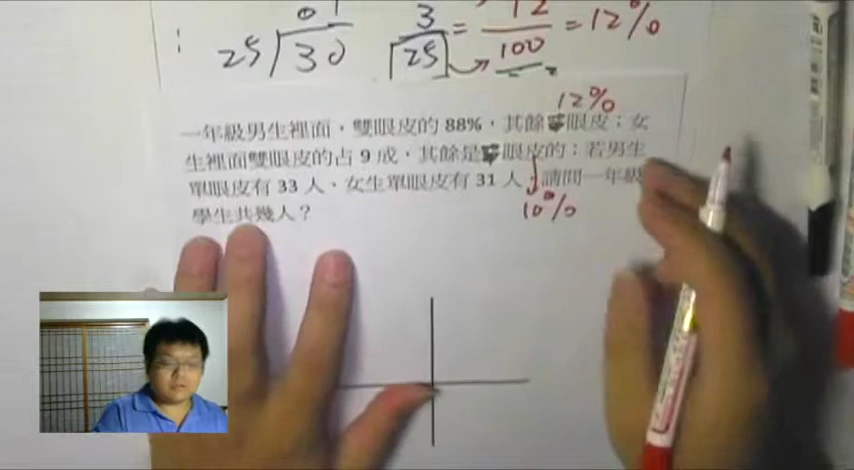 25 30
3/25 = 12/100 = 12%
12%
一年級男生裡面，雙眼皮的 88%，其餘單眼皮；女
生裡面雙眼皮的占 9 成，其餘是單眼皮的；若男生
單眼皮有 33 人、女生單眼皮有 31 人，請問一年級
學生共幾人？
10%